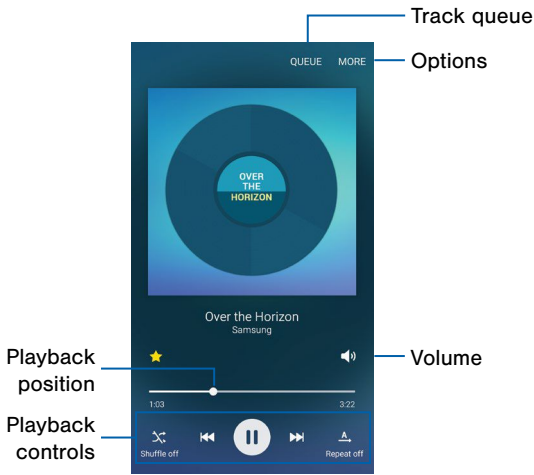 Track queue
QUEUE MORE
Options
OVER
THE
HORIZON
Over the Horizon
Samsung
Volume
Playback
position
1:03 3:22
Playback
controls
Shuffle off
A
Repeat off